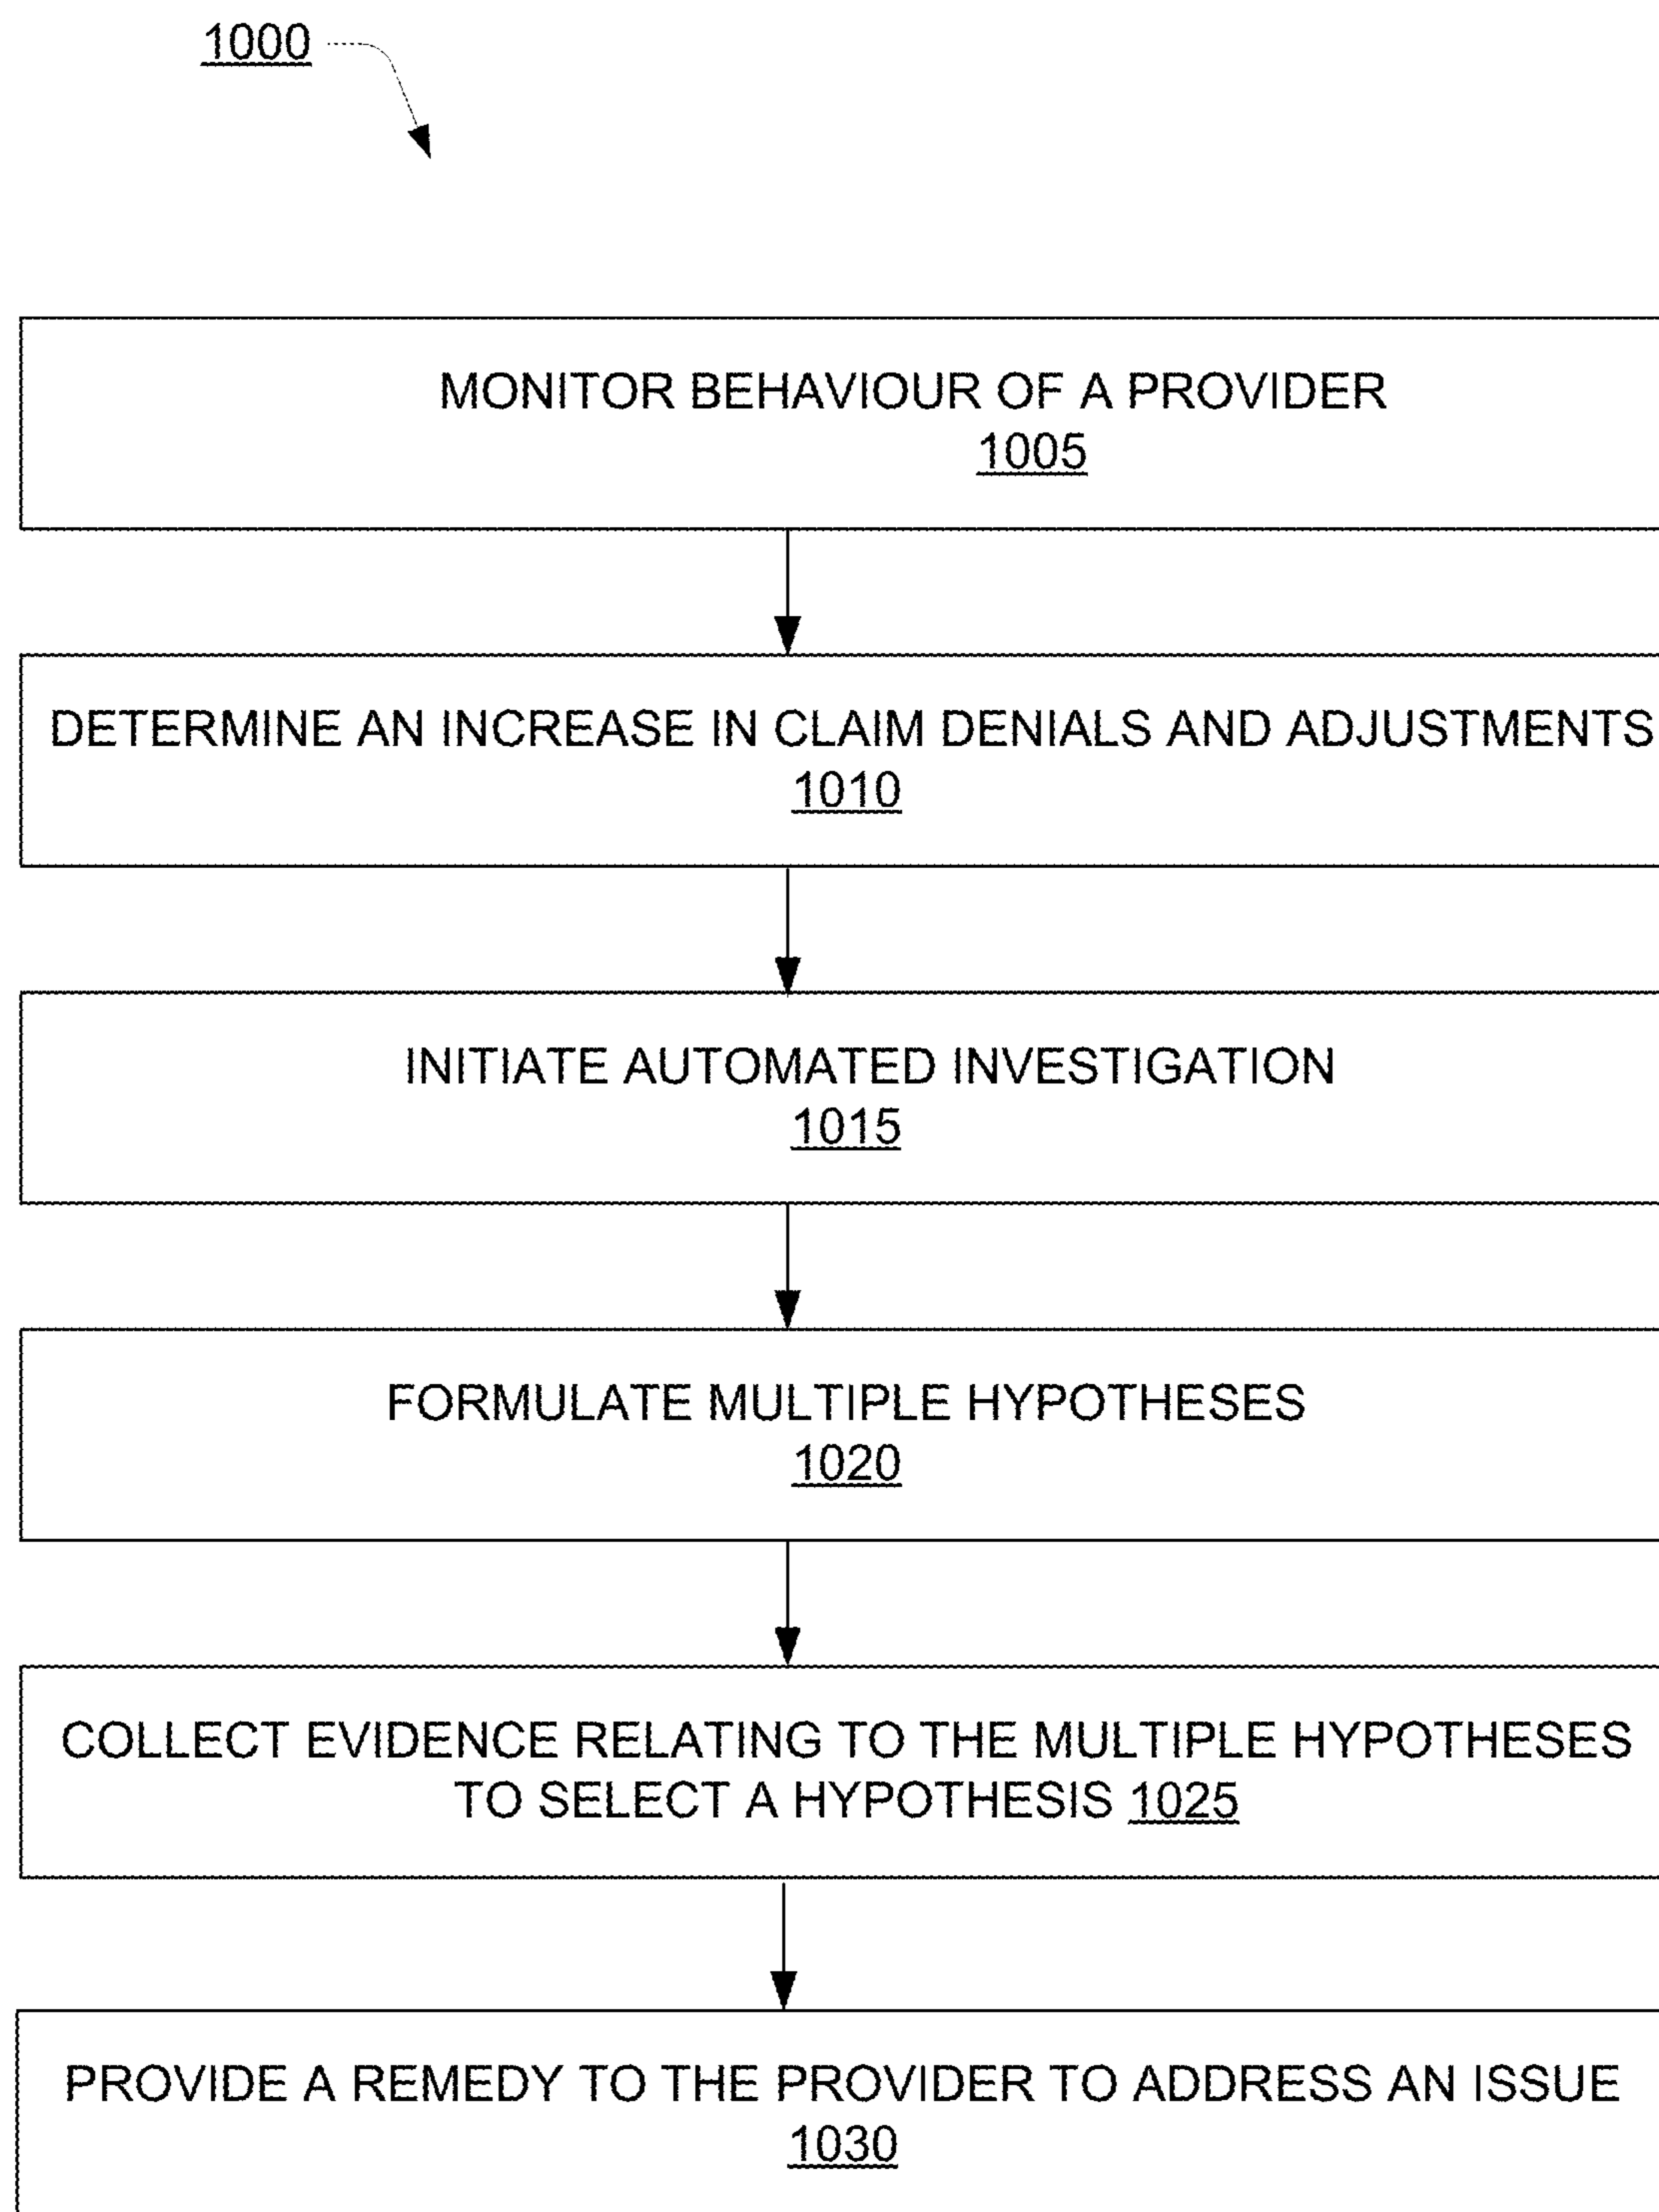 1000
MONITOR BEHAVIOUR OF A PROVIDER
1005
DETERMINE AN INCREASE IN CLAIM DENIALS AND ADJUSTMENTS
1010
INITIATE AUTOMATED INVESTIGATION
1015
FORMULATE MULTIPLE HYPOTHESES
1020
COLLECT EVIDENCE RELATING TO THE MULTIPLE HYPOTHESES
TO SELECT A HYPOTHESIS 1025
PROVIDE A REMEDY TO THE PROVIDER TO ADDRESS AN ISSUE
1030